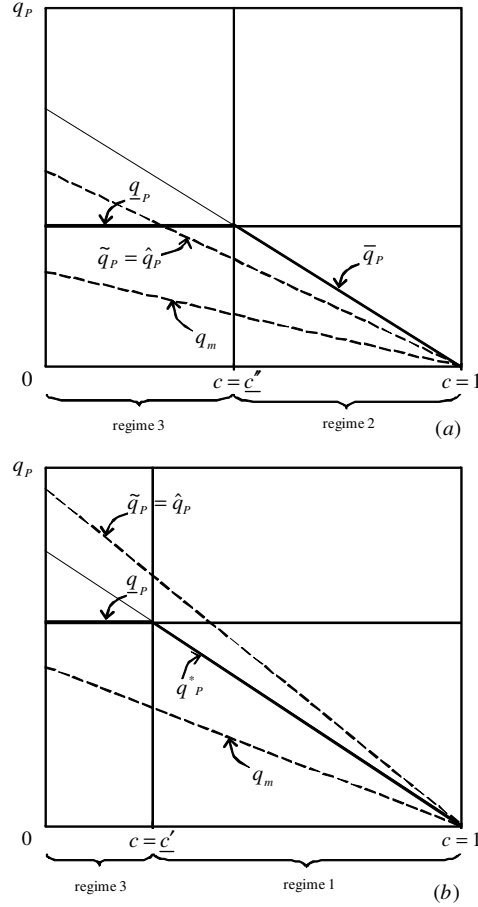 q_P
q_P
q̃_P = q̂_P
q̄_P
q_m
0
c = c″
c = 1
regime 3
regime 2
(a)
q_P
q̃_P = q̂_P
q_P
q*_P
q_m
0
c = c′
c = 1
regime 3
regime 1
(b)